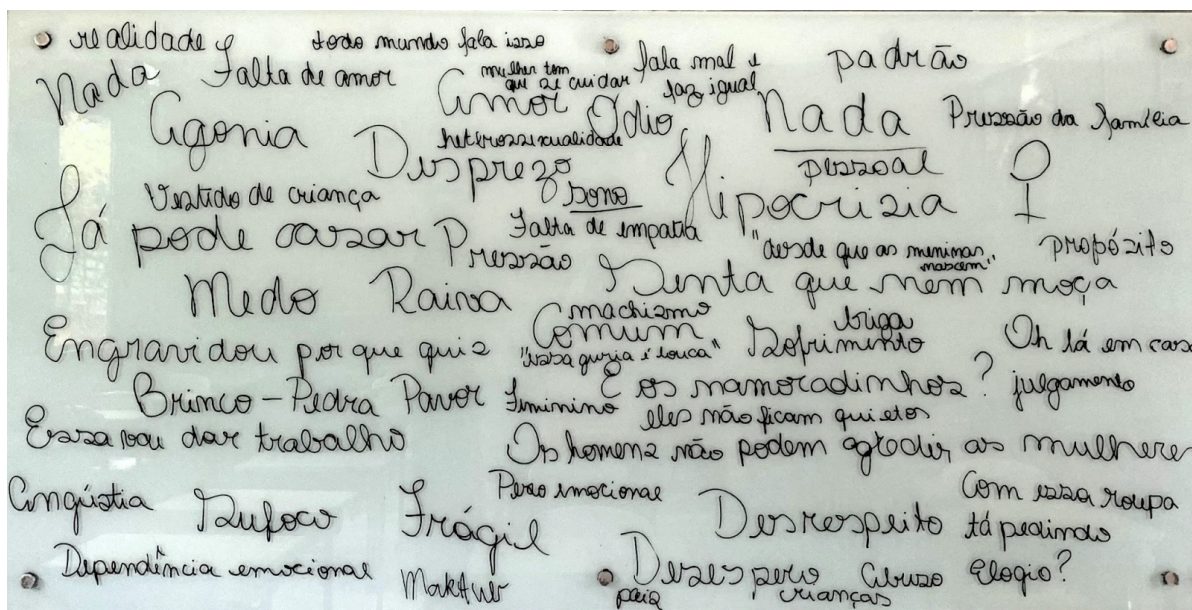 realidade todo mundo fala isso
Nada Falta de amor mulher tem que se cuidar fala mal e faz igual padrão
Agonia Amor Ódio Nada Pressão da família
heterossexualidade
Desprezo pessoal ♀
Vestido de criança sono Hipocrisia
Já pode casar Pressão Falta de empatia "desde que as meninas nascem" propósito
Medo Raiva Senta que nem moça
machismo
Engravidou porque quis Comum "essa guria é louca" Sofrimento briga Oh lá em casa
Brinco - Pedra Pavor Feminino E os namoradinhos? julgamento
eles não ficam quietos
Essa vai dar trabalho Os homens não podem agredir as mulheres
Angústia Sufoco Frágil Peso emocional Desrespeito Com essa roupa tá pedindo
Dependência emocional Maktub Desespero Abuso Elogio?
pais crianças